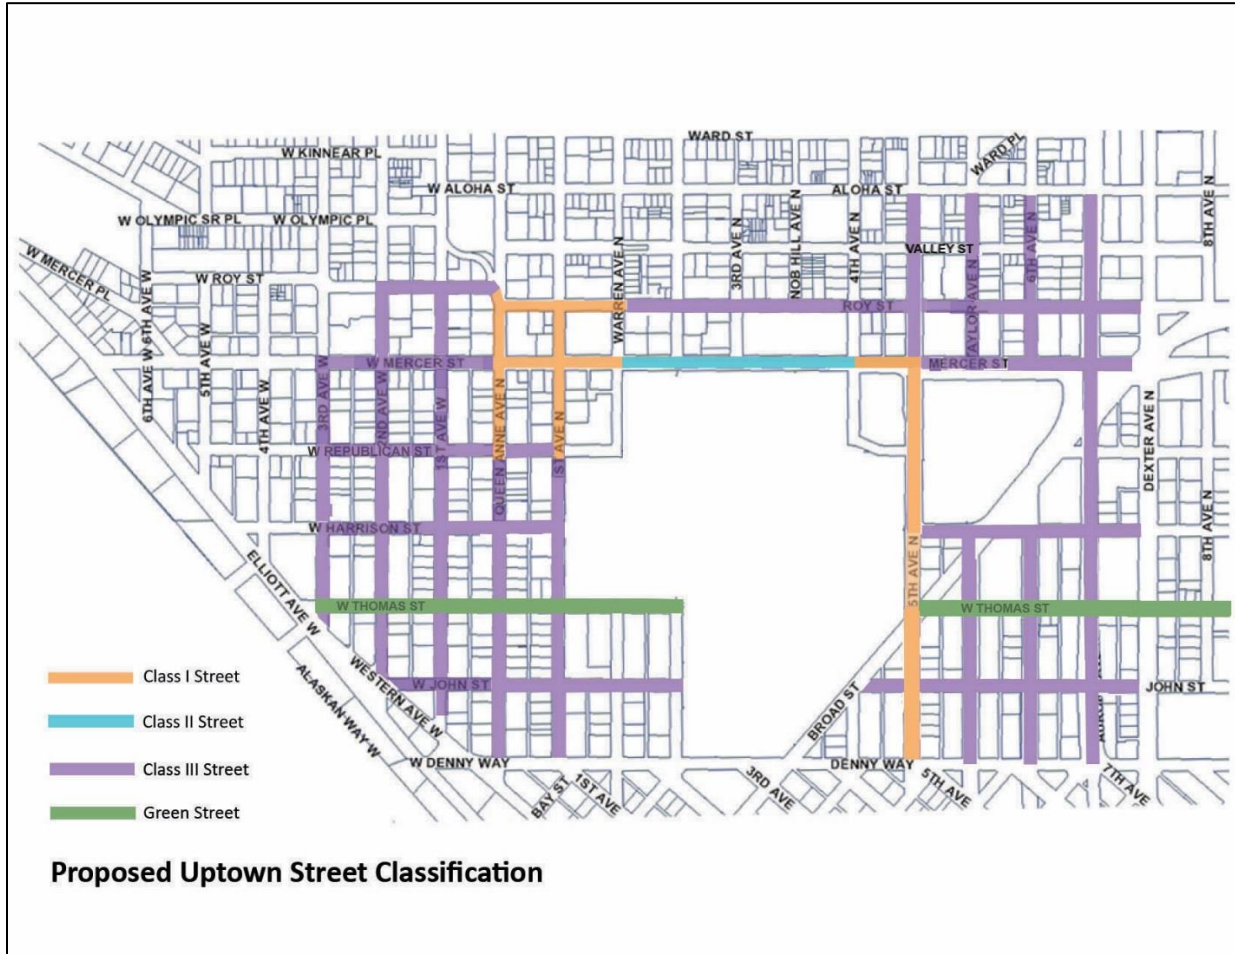 WARD ST
WARD PL
W KINNEAR PL
W ALOHA ST
ALOHA ST
8TH AVE N
W OLYMPIC SR PL
W OLYMPIC PL
WARREN AVE N
3RD AVE N
NOB HILL AVE N
4TH AVE N
VALLEY ST
TAYLOR AVE N
6TH AVE N
W MERCER PL
W ROY ST
ROY ST
6TH AVE W
6TH AVE W
5TH AVE W
4TH AVE W
3RD AVE W
W MERCER ST
MERCER ST
2ND AVE W
1ST AVE W
QUEEN ANNE AVE N
ST AVE N
DEXTER AVE N
W REPUBLICAN ST
W HARRISON ST
8TH AVE N
ELLIOTT AVE W
5TH AVE N
W THOMAS ST
W THOMAS ST
WESTERN AVE W
ALASKAN WAY W
W JOHN ST
BROAD ST
JOHN ST
W DENNY WAY
DENNY WAY
BAY ST
1ST AVE
3RD AVE
5TH AVE
7TH AVE
Class I Street
Class II Street
Class III Street
Green Street
Proposed Uptown Street Classification